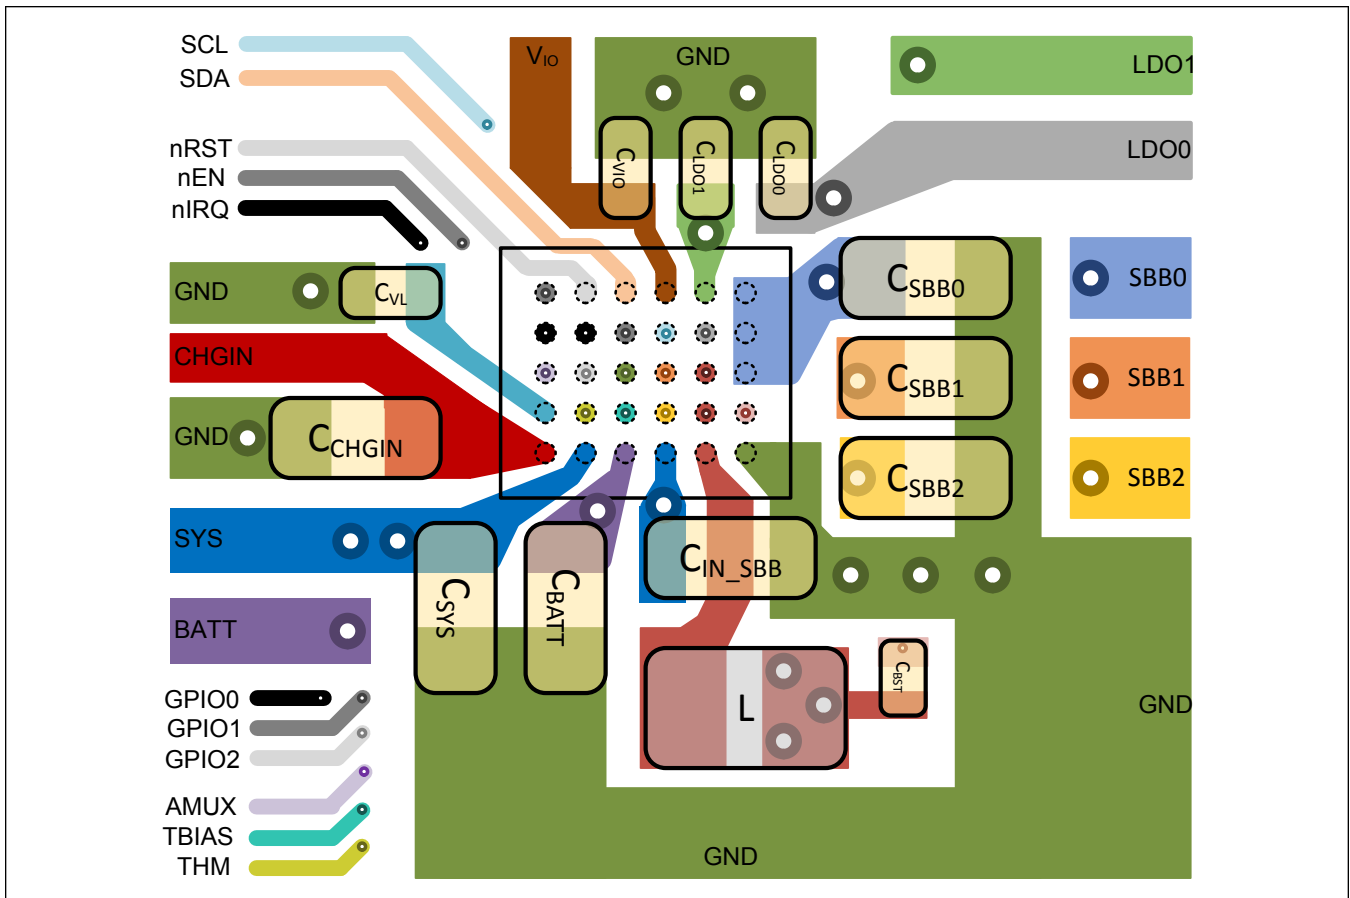 SCL
SDA
nRST
nEN
nIRQ
VIO
GND
LDO1
LDO0
CVIO
CLDO1
CLDO0
GND
CVL
CHGIN
GND
CCHGIN
SYS
BATT
CSBB0
CSBB1
CSBB2
SBB0
SBB1
SBB2
CSYS
CBATT
CIN_SBB
L
CBST
GND
GPIO0
GPIO1
GPIO2
AMUX
TBIAS
THM
GND